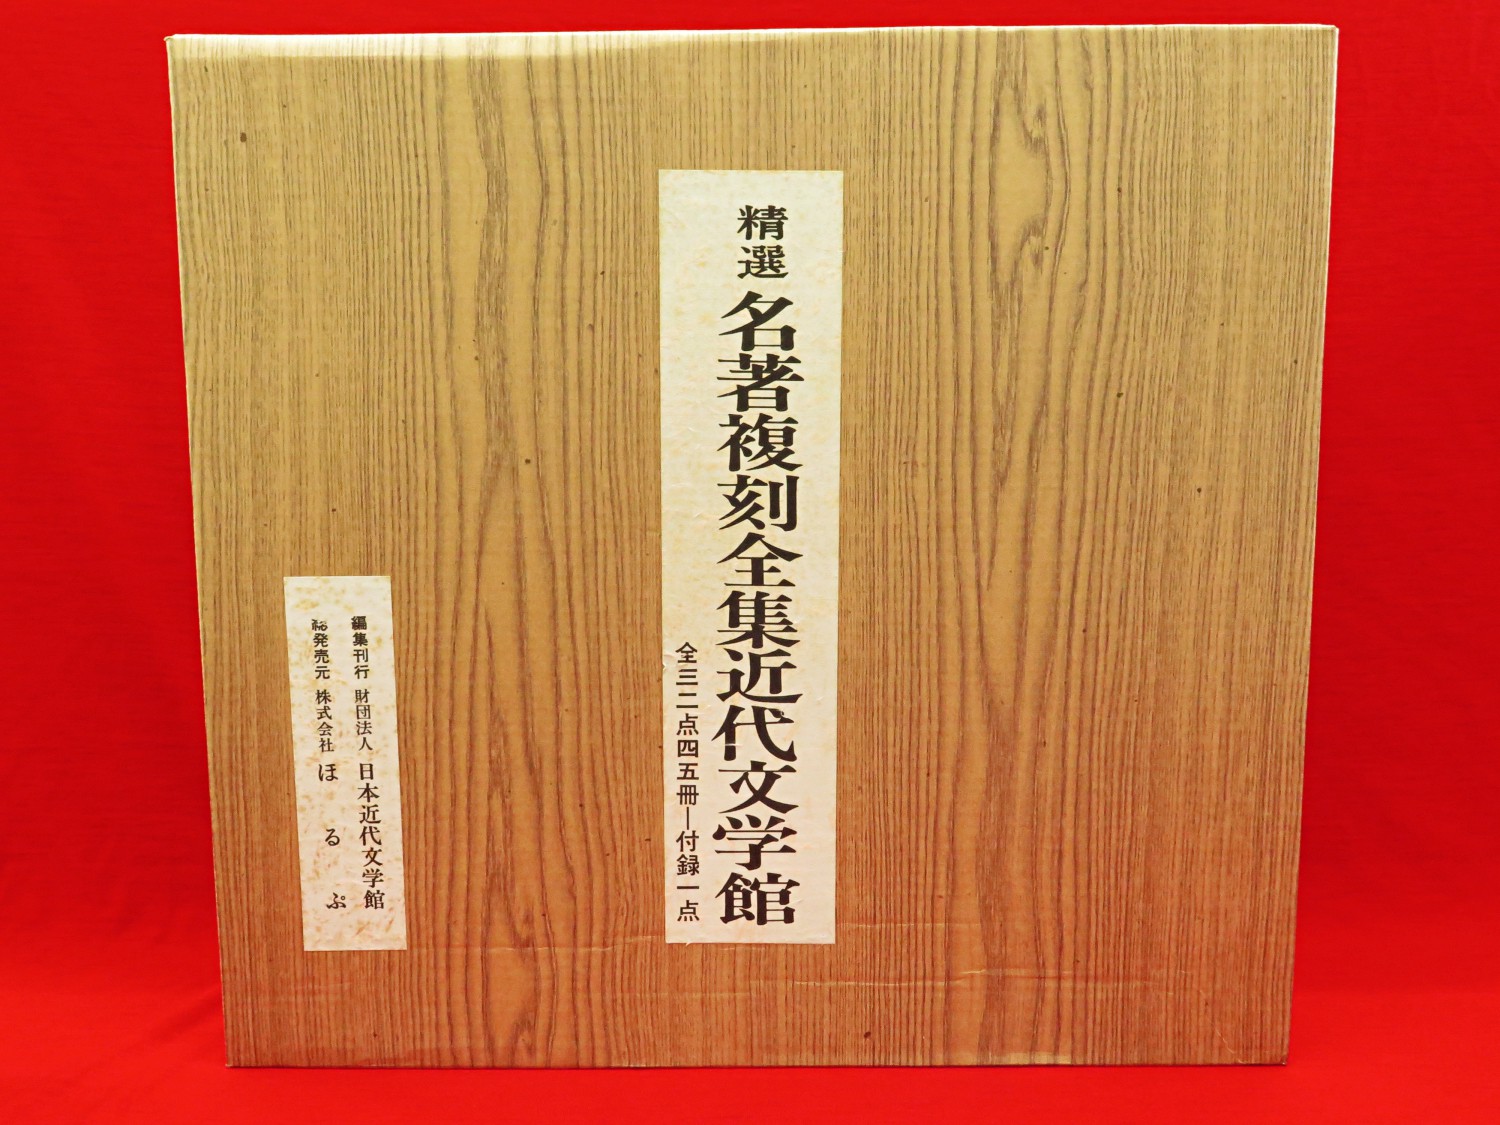 精選 名著複刻全集近代文学館
全三二点四五冊―付録一点
編集刊行 財団法人 日本近代文学館
総発売元 株式会社 ほるぷ